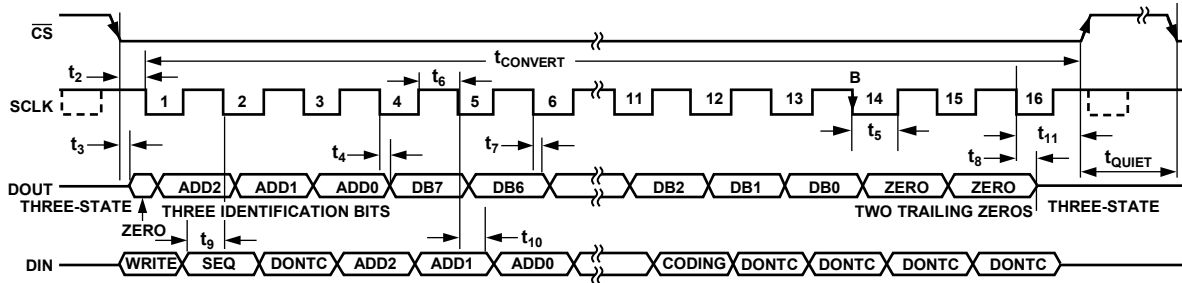 CS
t2
tCONVERT
t6
B
SCLK 1 2 3 4 5 6 11 12 13 14 15 16
t3
t4
t7
t5
t11
t8
tQUIET
DOUT ADD2 ADD1 ADD0 DB7 DB6 DB2 DB1 DB0 ZERO ZERO
THREE-STATE THREE IDENTIFICATION BITS TWO TRAILING ZEROS THREE-STATE
ZERO
t9
t10
DIN WRITE SEQ DONTC ADD2 ADD1 ADD0 CODING DONTC DONTC DONTC DONTC